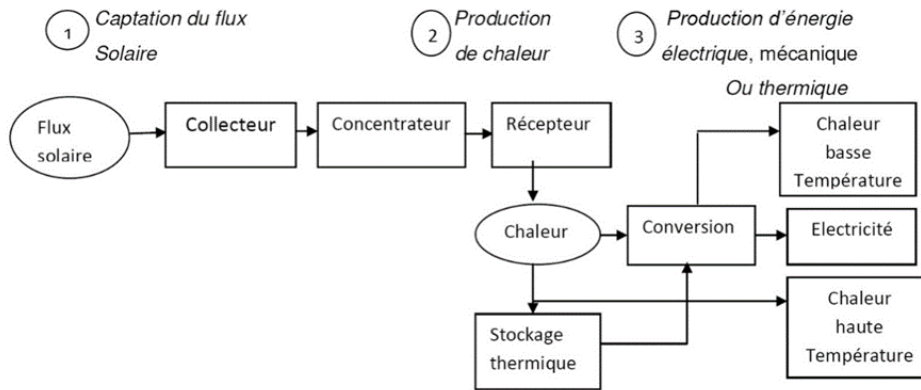 1
Captation du flux
Solaire
2
Production
de chaleur
3
Production d'énergie
électrique, mécanique
Ou thermique
Flux
solaire
Collecteur
Concentrateur
Récepteur
Chaleur
basse
Température
Chaleur
Conversion
Electricité
Stockage
thermique
Chaleur
haute
Température